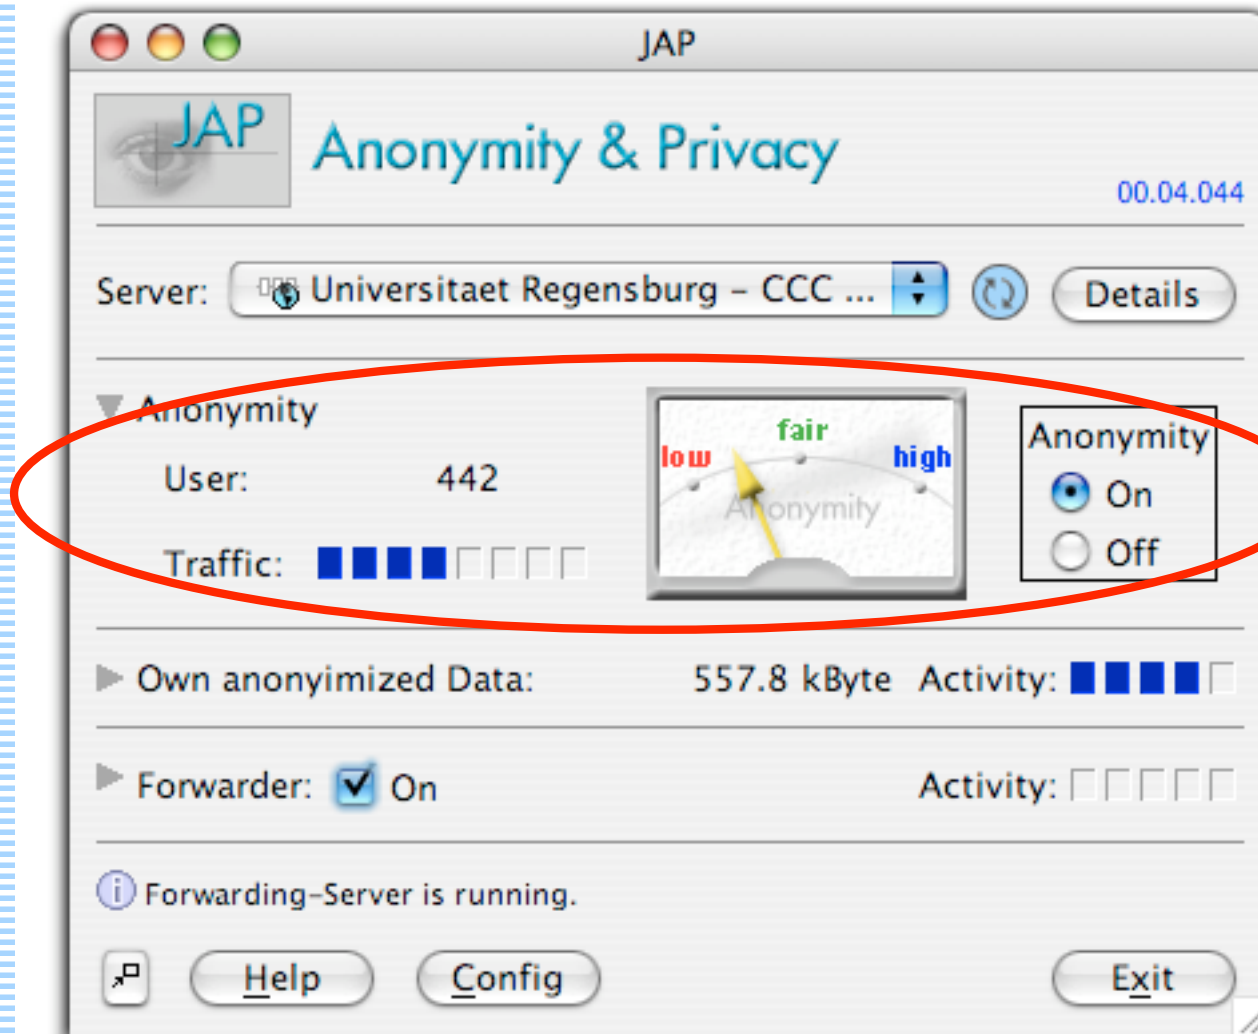 JAP
JAP
Anonymity & Privacy
00.04.044
Server: Universitaet Regensburg – CCC ... Details
Anonymity
User: 442
Traffic:
low fair high
Anonymity
Anonymity
On
Off
Own anonyimized Data: 557.8 kByte Activity:
Forwarder: On Activity:
Forwarding-Server is running.
Help Config Exit